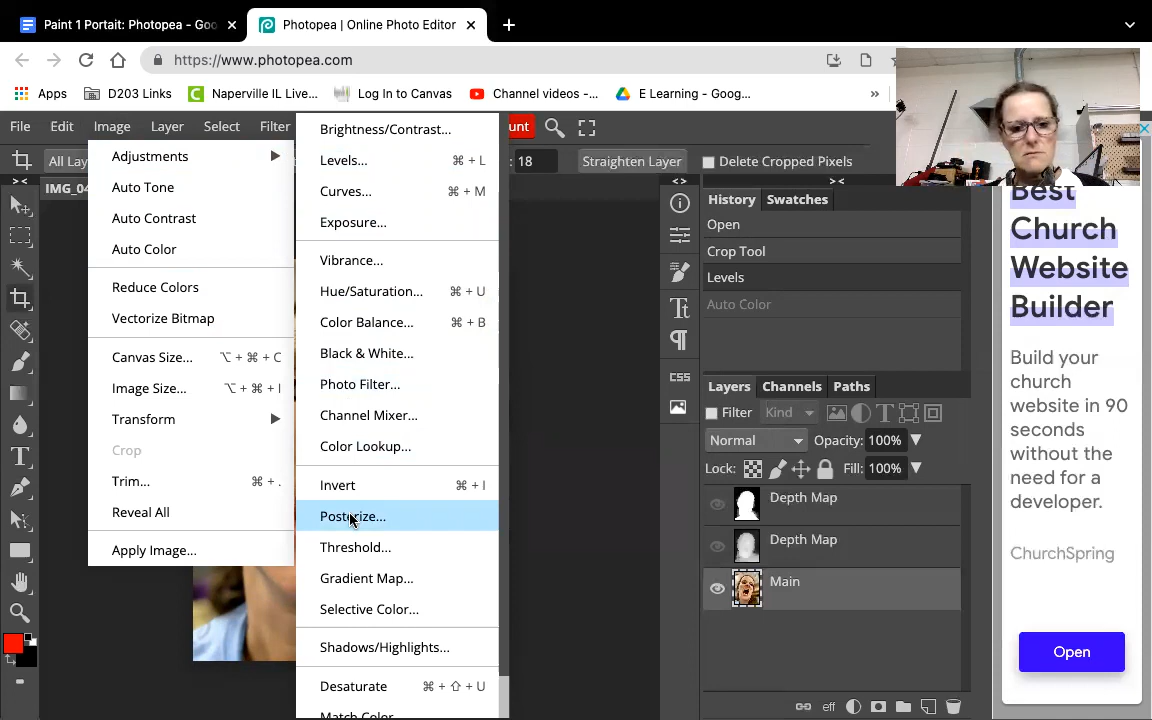 Paint 1 Portait: Photopea - Goo
Photopea | Online Photo Editor
https://www.photopea.com
Apps
D203 Links
Naperville IL Live...
Log In to Canvas
Channel videos -...
E Learning - Goog...
»
File
Edit
Image
Layer
Select
Filter
unt
All Lay
: 18
Straighten Layer
Delete Cropped Pixels
IMG_04
Adjustments
Auto Tone
Auto Contrast
Auto Color
Reduce Colors
Vectorize Bitmap
Canvas Size... ⌥ + ⌘ + C
Image Size... ⌥ + ⌘ + I
Transform
Crop
Trim... ⌘ + .
Reveal All
Apply Image...
Brightness/Contrast...
Levels... ⌘ + L
Curves... ⌘ + M
Exposure...
Vibrance...
Hue/Saturation... ⌘ + U
Color Balance... ⌘ + B
Black & White...
Photo Filter...
Channel Mixer...
Color Lookup...
Invert ⌘ + I
Posterize...
Threshold...
Gradient Map...
Selective Color...
Shadows/Highlights...
Desaturate ⌘ + ⇧ + U
Match Color...
CSS
History
Swatches
Open
Crop Tool
Levels
Auto Color
Layers
Channels
Paths
Filter
Kind
Normal
Opacity: 100%
Lock:
Fill: 100%
Depth Map
Depth Map
Main
eff
Best
Church
Website
Builder
Build your
church
website in 90
seconds
without the
need for a
developer.
ChurchSpring
Open